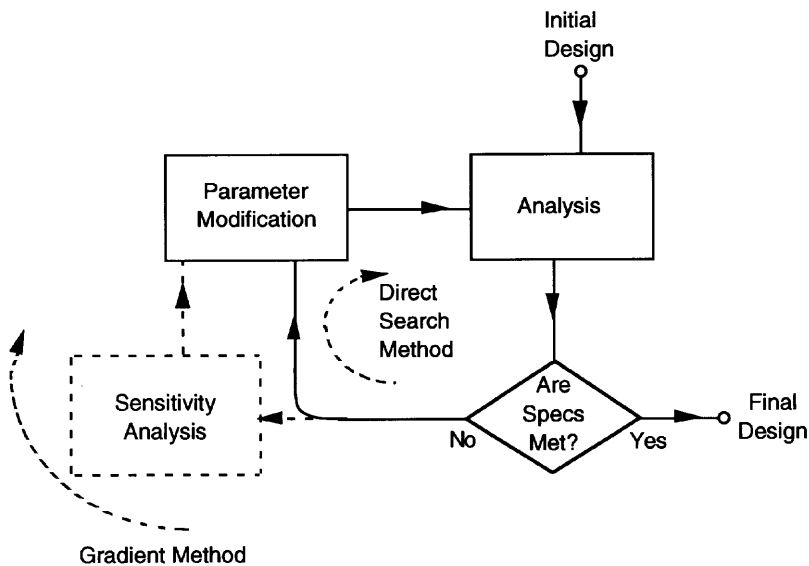 Initial
Design
Parameter
Modification
Analysis
Direct
Search
Method
Sensitivity
Analysis
Are
Specs
Met?
No
Yes
Final
Design
Gradient Method